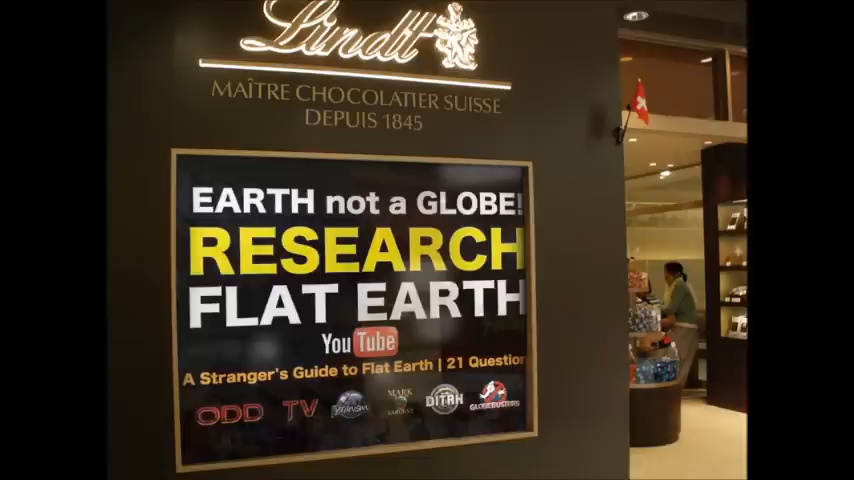 Lindt
MAÎTRE CHOCOLATIER SUISSE
DEPUIS 1845
EARTH not a GLOBE!
RESEARCH
FLAT EARTH
YouTube
A Stranger's Guide to Flat Earth | 21 Question
ODD TV
MARK
SARGENT
DITRH
GLOBEBUSTERS